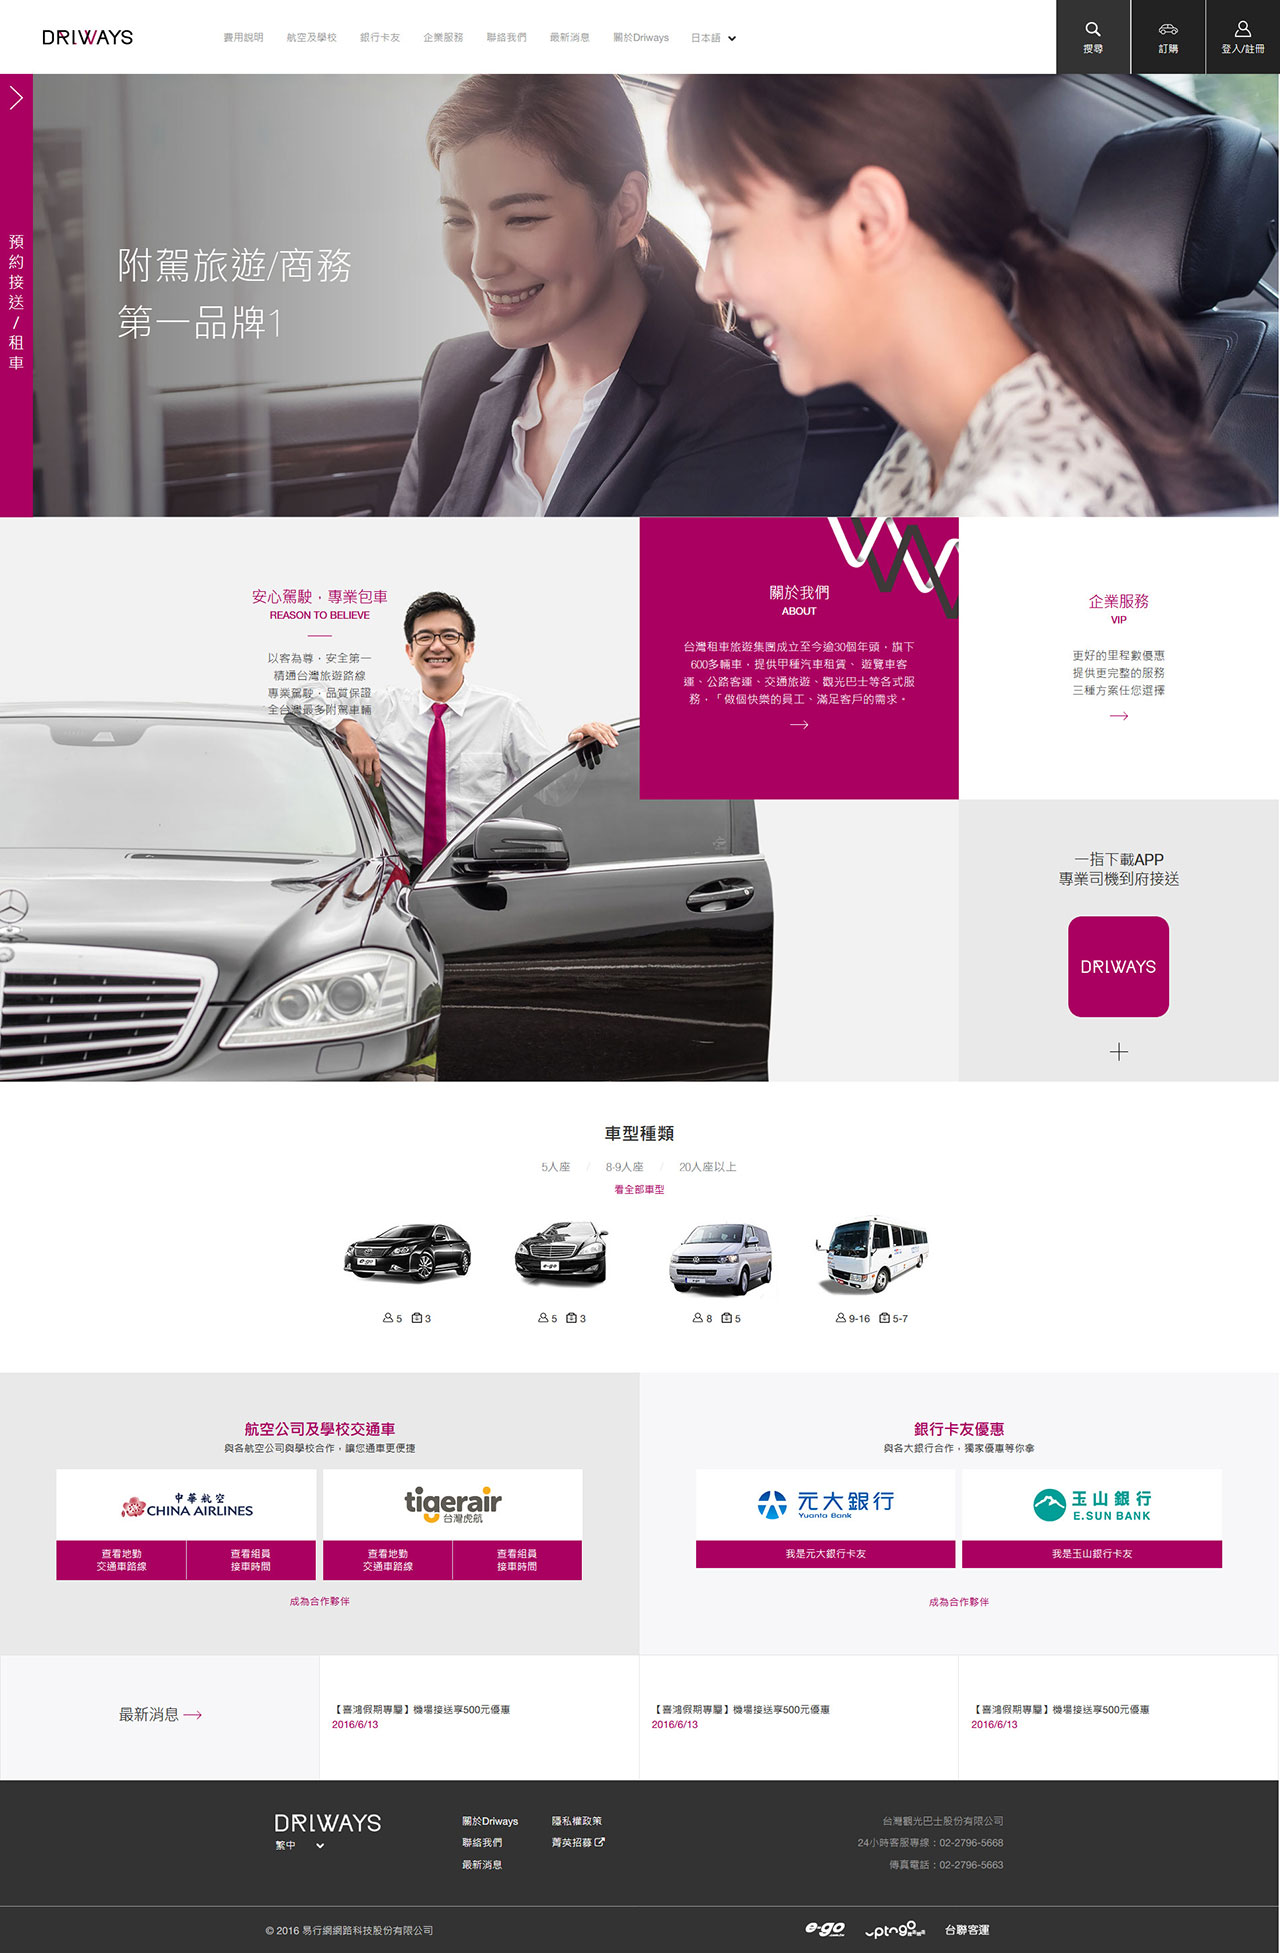 DRIWAYS
費用說明
航空及學校
銀行卡友
企業服務
聯絡我們
最新消息
關於Driways
日本語
搜尋
訂購
登入/註冊
預約接送/租車
附駕旅遊/商務
第一品牌1
安心駕駛，專業包車
REASON TO BELIEVE
以客為尊，安全第一
精通台灣旅遊路線
專業駕駛，品質保證
全台灣最多附駕車輛
關於我們
ABOUT
台灣租車旅遊集團成立至今逾30個年頭，旗下
600多輛車，提供甲種汽車租賃、遊覽車客
運、公路客運、交通旅遊、觀光巴士等各式服
務，「做個快樂的員工、滿足客戶的需求。
企業服務
VIP
更好的里程數優惠
提供更完整的服務
三種方案任您選擇
一指下載APP
專業司機到府接送
DRIWAYS
車型種類
5人座 / 8-9人座 / 20人座以上
看全部車型
e-go
e-go
5 3
5 3
8 5
9-16 5-7
航空公司及學校交通車
與各航空公司與學校合作，讓您通車更便捷
中華航空
CHINA AIRLINES
tigerair
台灣虎航
查看地勤
交通車路線
查看組員
接車時間
查看地勤
交通車路線
查看組員
接車時間
成為合作夥伴
銀行卡友優惠
與各大銀行合作，獨家優惠等你拿
元大銀行
Yuanta Bank
玉山銀行
E.SUN BANK
我是元大銀行卡友
我是玉山銀行卡友
成為合作夥伴
最新消息
【喜鴻假期專屬】機場接送享500元優惠
2016/6/13
【喜鴻假期專屬】機場接送享500元優惠
2016/6/13
【喜鴻假期專屬】機場接送享500元優惠
2016/6/13
DRIWAYS
繁中
關於Driways
聯絡我們
最新消息
隱私權政策
菁英招募
台灣觀光巴士股份有限公司
24小時客服專線：02-2796-5668
傳真電話：02-2796-5663
© 2016 易行網網路科技股份有限公司
e-go
uptogo
台聯客運